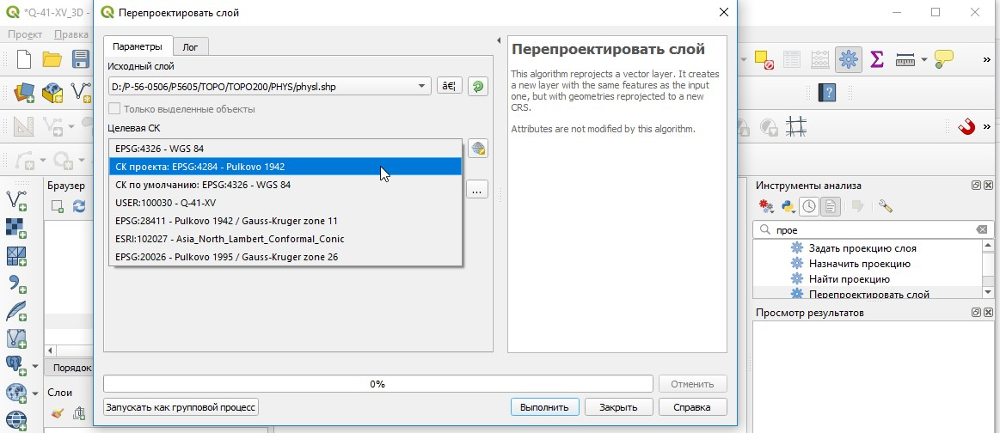 *Q-41-XV_3D -
Перепроектировать слой
Проект Правка
Параметры
Лог
Исходный слой
D:/P-56-0506/P5605/TOPO/TOPO200/PHYS/physl.shp
â€¦
Только выделенные объекты
Целевая СК
EPSG:4326 - WGS 84
СК проекта: EPSG:4284 - Pulkovo 1942
СК по умолчанию: EPSG:4326 - WGS 84
USER:100030 - Q-41-XV
EPSG:28411 - Pulkovo 1942 / Gauss-Kruger zone 11
ESRI:102027 - Asia_North_Lambert_Conformal_Conic
EPSG:20026 - Pulkovo 1995 / Gauss-Kruger zone 26
...
Перепроектировать слой
This algorithm reprojects a vector layer. It creates
a new layer with the same features as the input
one, but with geometries reprojected to a new
CRS.
Attributes are not modified by this algorithm.
0%
Отменить
Запускать как групповой процесс
Выполнить
Закрыть
Справка
Браузер
Порядок
Слои
Инструменты анализа
прое
Задать проекцию слоя
Назначить проекцию
Найти проекцию
Перепроектировать слой
Просмотр результатов